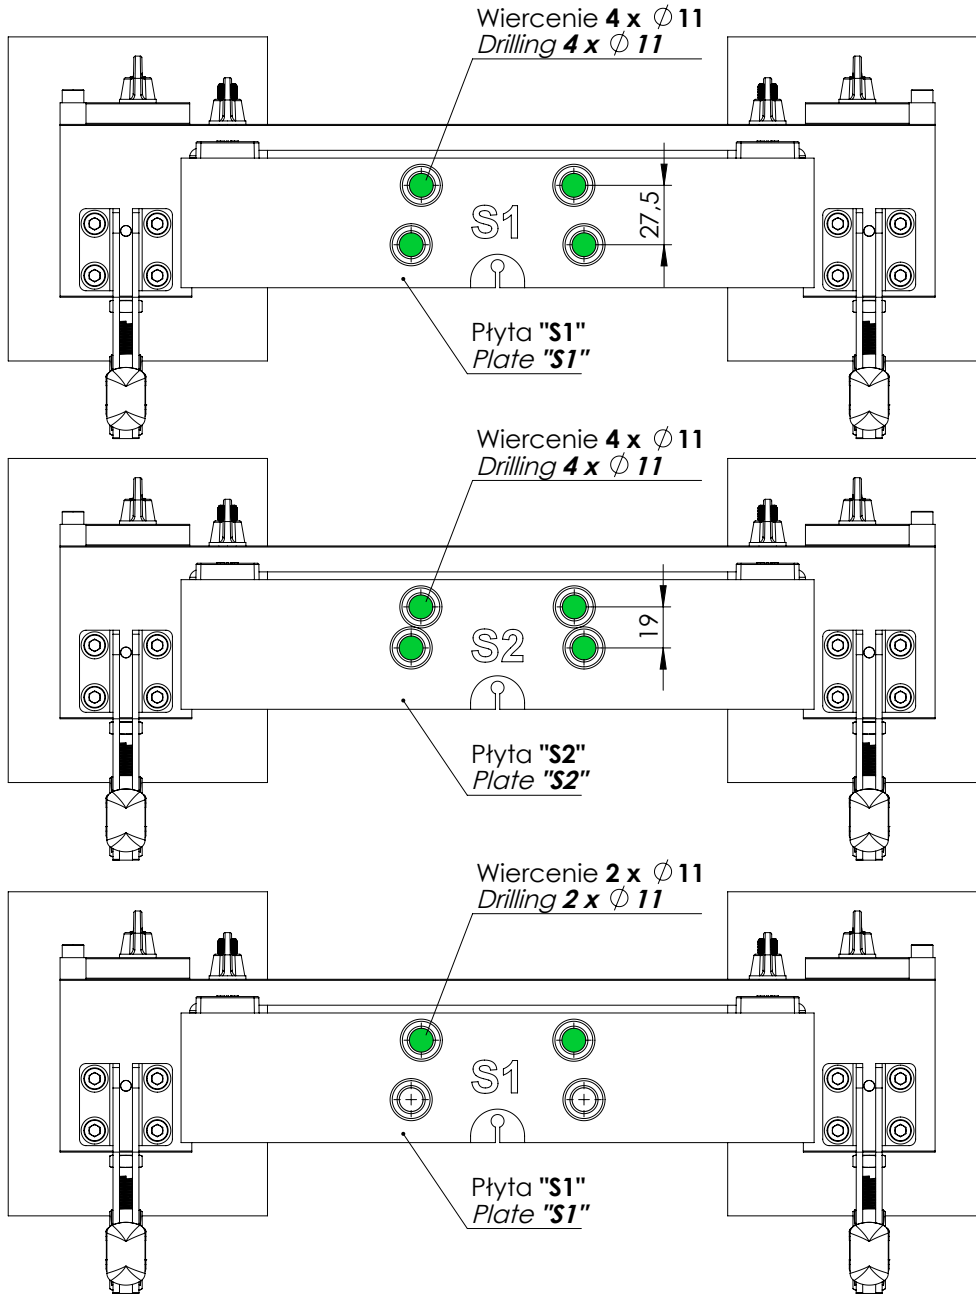 Wiercenie 4 x ∅ 11
Drilling 4 x ∅ 11
S1
27,5
Płyta "S1"
Plate "S1"
Wiercenie 4 x ∅ 11
Drilling 4 x ∅ 11
S2
19
Płyta "S2"
Plate "S2"
Wiercenie 2 x ∅ 11
Drilling 2 x ∅ 11
S1
Płyta "S1"
Plate "S1"